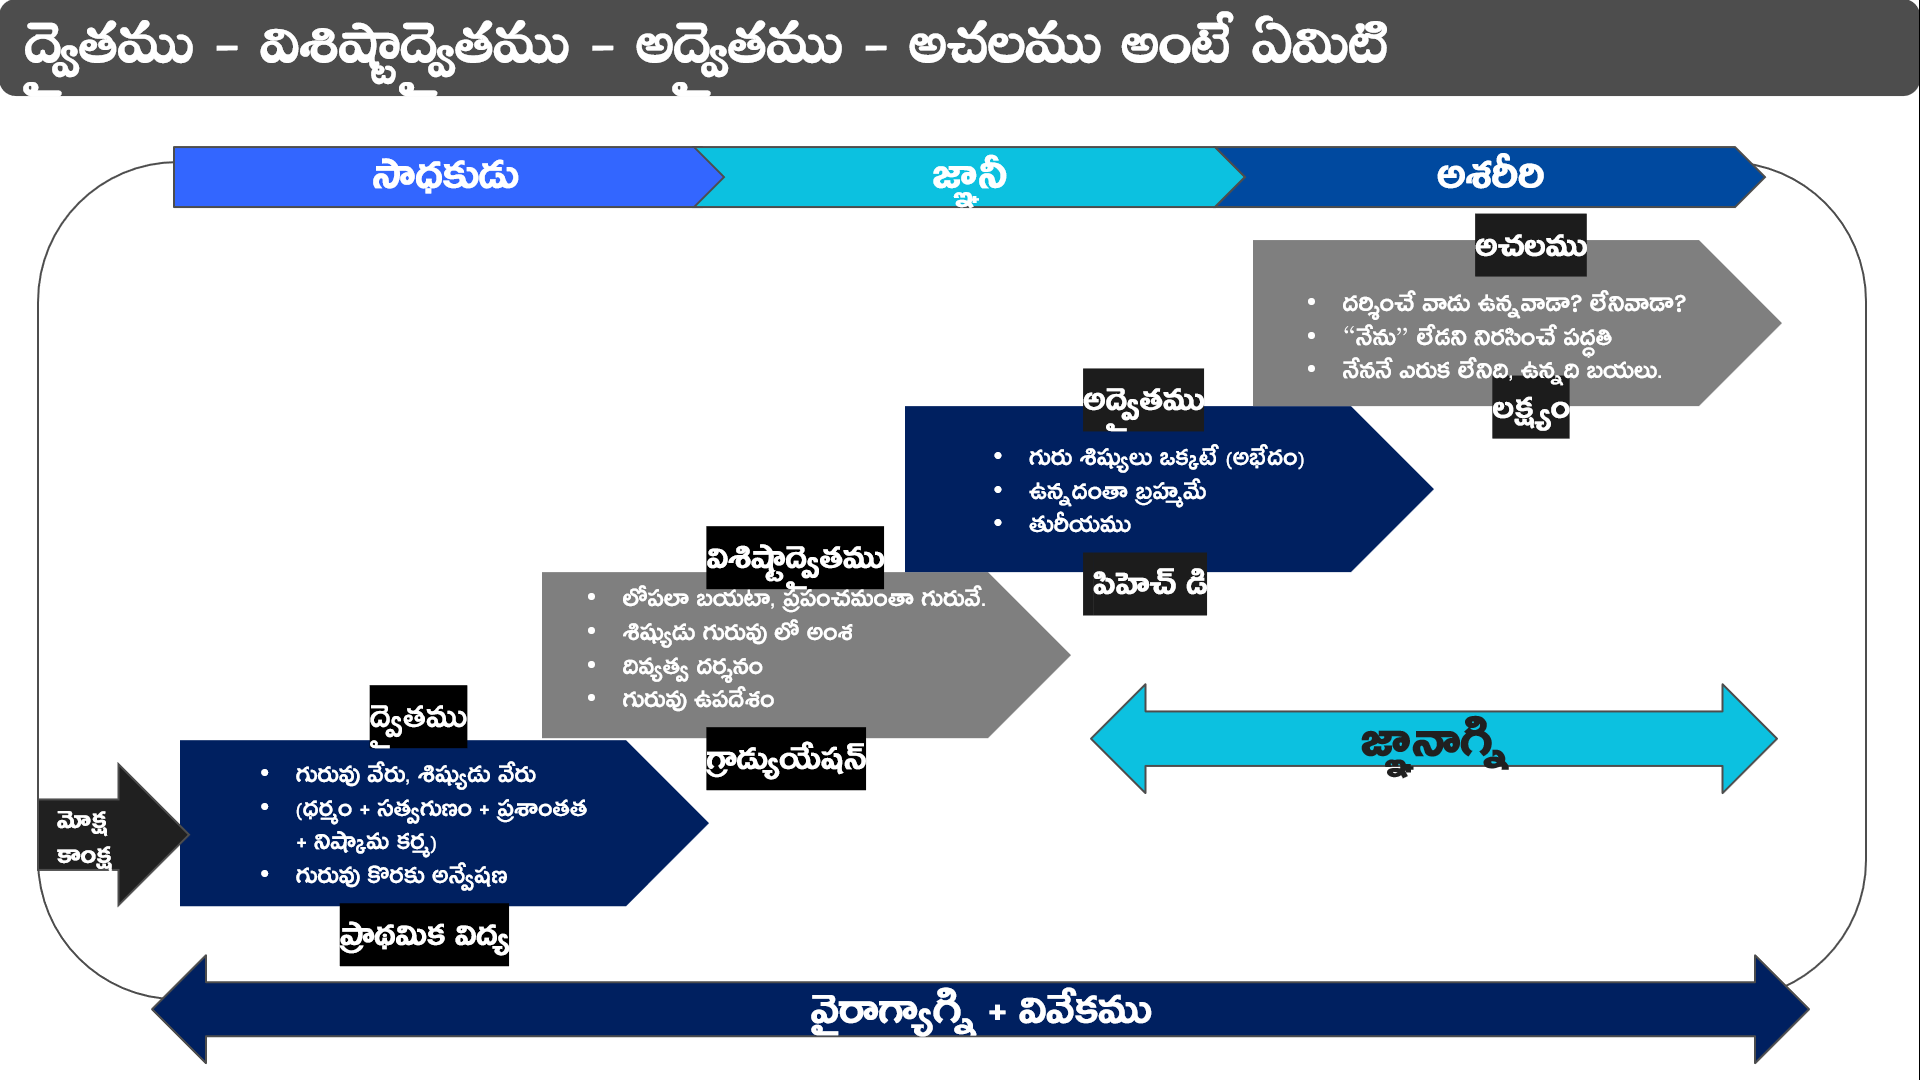 ద్వైతము – విశిష్టాద్వైతము – అద్వైతము – అచలము అంటే ఏమిటి
సాధకుడు
జ్ఞానీ
అశరీరి
అచలము
• దర్శించే వాడు ఉన్నవాడా? లేనివాడా?
• “నేను” లేడని నిరసించే పద్ధతి
• నేననే ఎరుక లేనిది, ఉన్నది బయలు.
లక్ష్యం
అద్వైతము
• గురు శిష్యులు ఒక్కటే (అభేదం)
• ఉన్నదంతా బ్రహ్మమే
• తురీయము
పిహెచ్ డి
విశిష్టాద్వైతము
• లోపలా బయటా, ప్రపంచమంతా గురువే.
• శిష్యుడు గురువు లో అంశ
• దివ్యత్వ దర్శనం
• గురువు ఉపదేశం
గ్రాడ్యుయేషన్
ద్వైతము
• గురువు వేరు, శిష్యుడు వేరు
• (ధర్మం + సత్వగుణం + ప్రశాంతత
+ నిష్కామ కర్మ)
• గురువు కొరకు అన్వేషణ
ప్రాథమిక విద్య
మోక్ష
కాంక్ష
జ్ఞానాగ్ని
వైరాగ్యాగ్ని + వివేకము